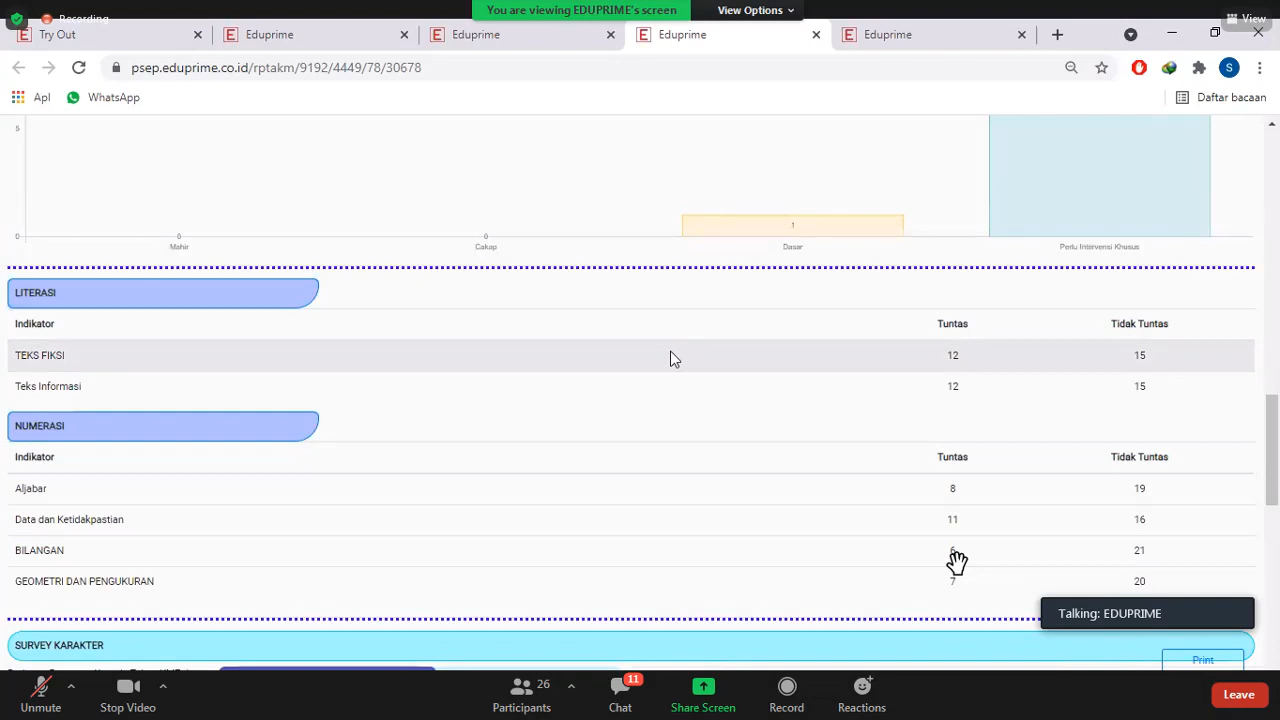 You are viewing EDUPRIME's screen View Options
Recording View
Try Out Eduprime Eduprime Eduprime Eduprime
psep.eduprime.co.id/rptakm/9192/4449/78/30678 S
Apl WhatsApp Daftar bacaan
5
1
0 0 0
Mahir Cakap Dasar Perlu Intervensi Khusus
LITERASI
Indikator Tuntas Tidak Tuntas
TEKS FIKSI 12 15
Teks Informasi 12 15
NUMERASI
Indikator Tuntas Tidak Tuntas
Aljabar 8 19
Data dan Ketidakpastian 11 16
BILANGAN 21
GEOMETRI DAN PENGUKURAN 7 20
Talking: EDUPRIME
SURVEY KARAKTER
Print
26 11
Unmute Stop Video Participants Chat Share Screen Record Reactions Leave